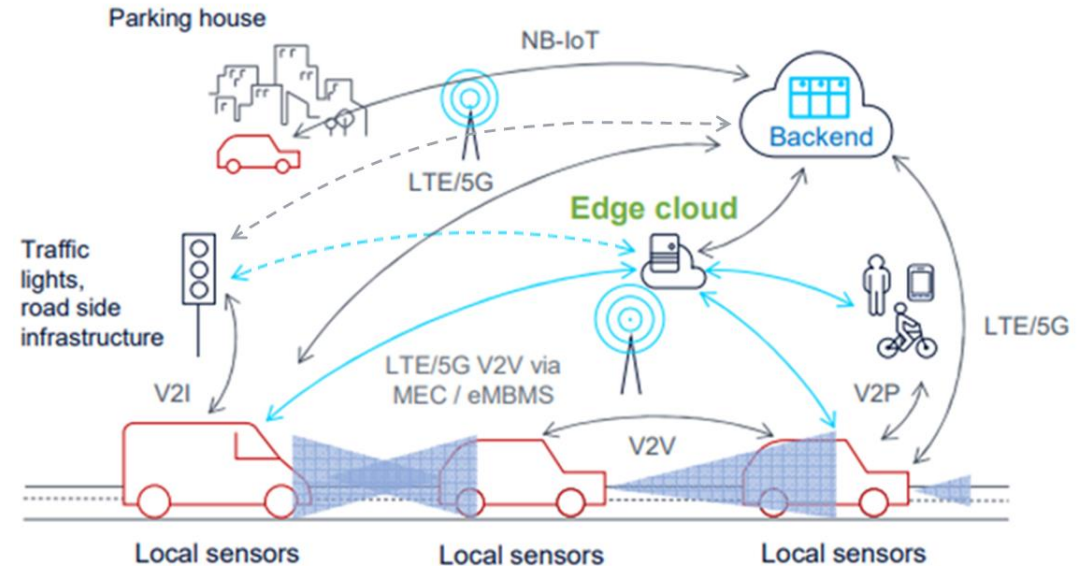 Parking house
NB-IoT
Backend
LTE/5G
Edge cloud
Traffic
lights,
road side
infrastructure
LTE/5G
LTE/5G V2V via
MEC / eMBMS
V2I
V2P
V2V
Local sensors
Local sensors
Local sensors